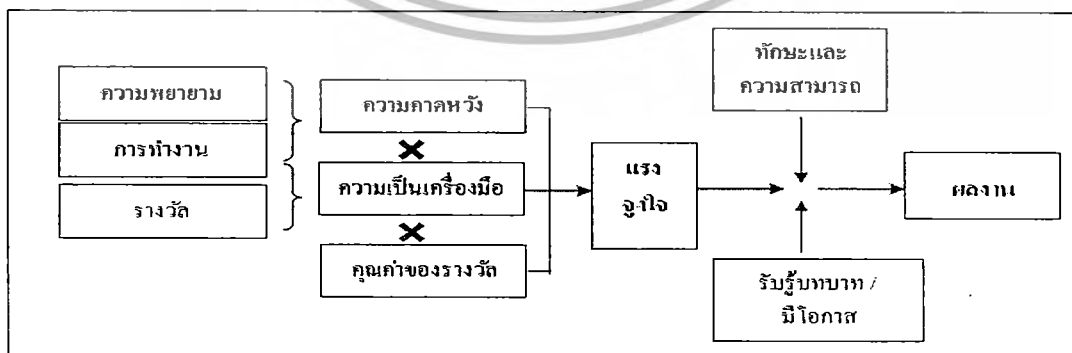 ความพยายาม
การทำงาน
รางวัล
ความคาดหวัง
×
ความเป็นเครื่องมือ
×
คุณค่าของรางวัล
แรง
จูงใจ
ทักษะและ
ความสามารถ
รับรู้บทบาท /
มีโอกาส
ผลงาน